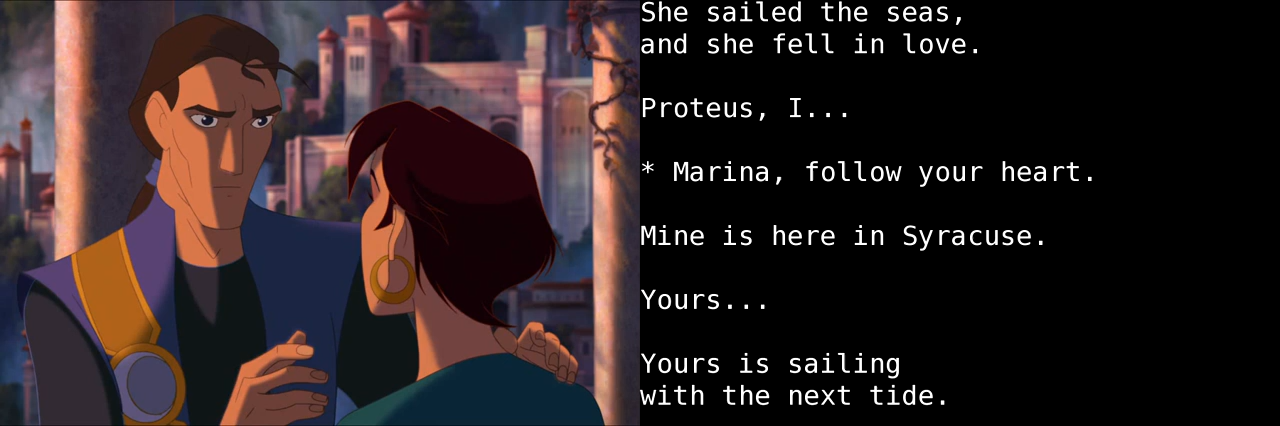 She sailed the seas,
and she fell in love.
Proteus, I...
* Marina, follow your heart.
Mine is here in Syracuse.
Yours...
Yours is sailing
with the next tide.